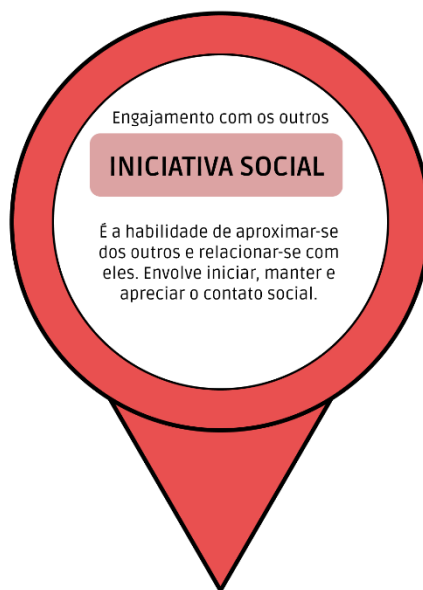 Engajamento com os outros
INICIATIVA SOCIAL
É a habilidade de aproximar-se
dos outros e relacionar-se com
eles. Envolve iniciar, manter e
apreciar o contato social.